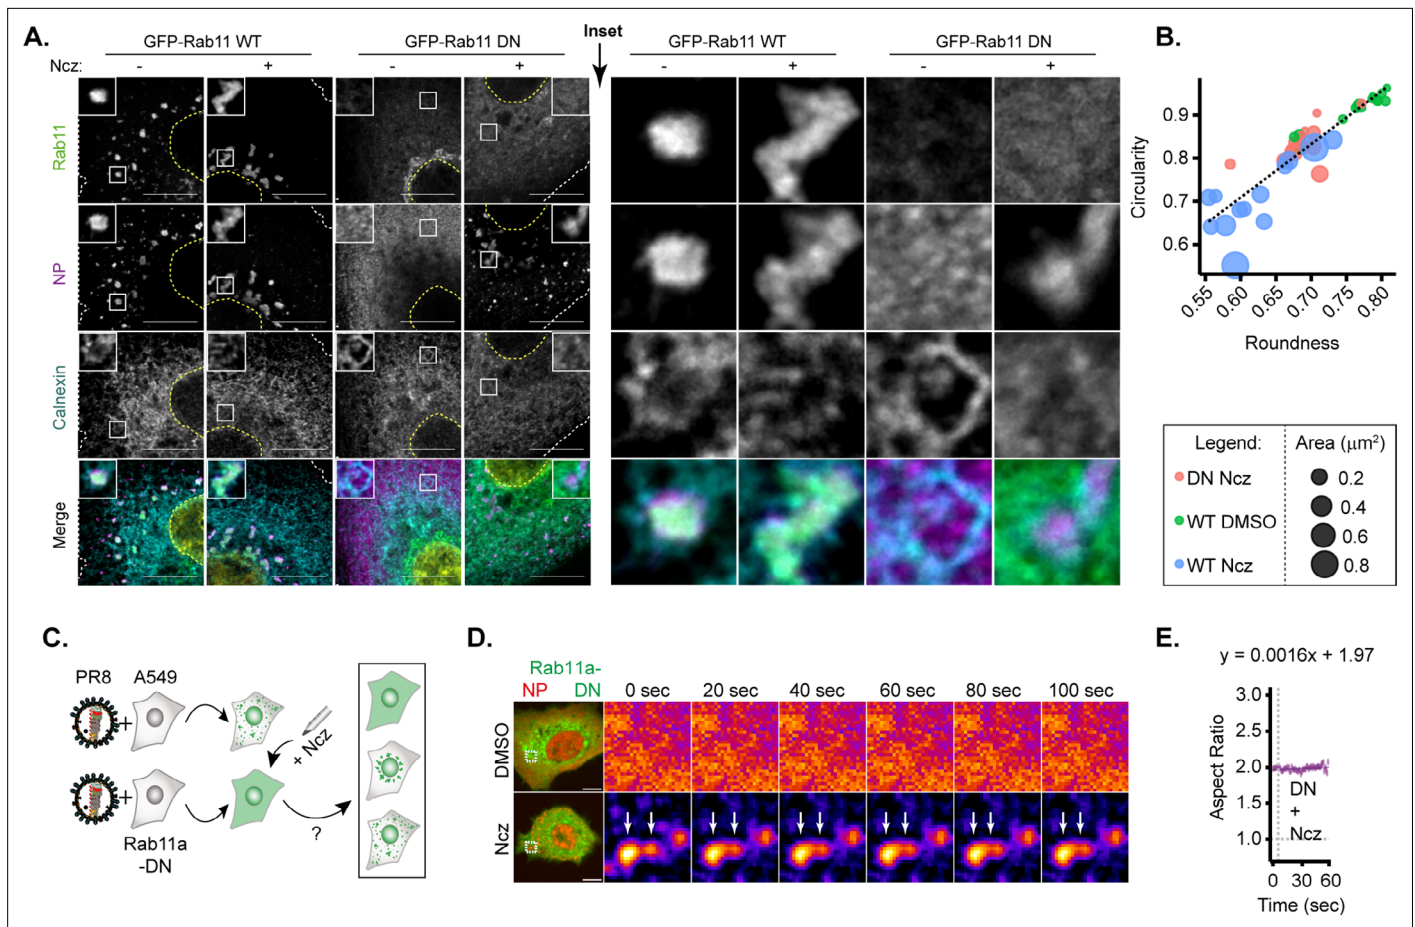 A.
GFP-Rab11 WT
GFP-Rab11 DN
Inset
GFP-Rab11 WT
GFP-Rab11 DN
Ncz:
-
+
-
+
-
+
-
+
Rab11
NP
Calnexin
Merge
B.
Circularity
0.9
0.8
0.7
0.6
0.55
0.60
0.65
0.70
0.75
0.80
Roundness
Legend:
Area (μm²)
DN Ncz
WT DMSO
WT Ncz
0.2
0.4
0.6
0.8
C.
PR8
A549
+
+ Ncz
+
Rab11a
-DN
?
D.
Rab11a-
NP DN
0 sec
20 sec
40 sec
60 sec
80 sec
100 sec
DMSO
Ncz
E.
y = 0.0016x + 1.97
Aspect Ratio
3.0
2.5
2.0
1.5
1.0
DN
+
Ncz
0
30
60
Time (sec)